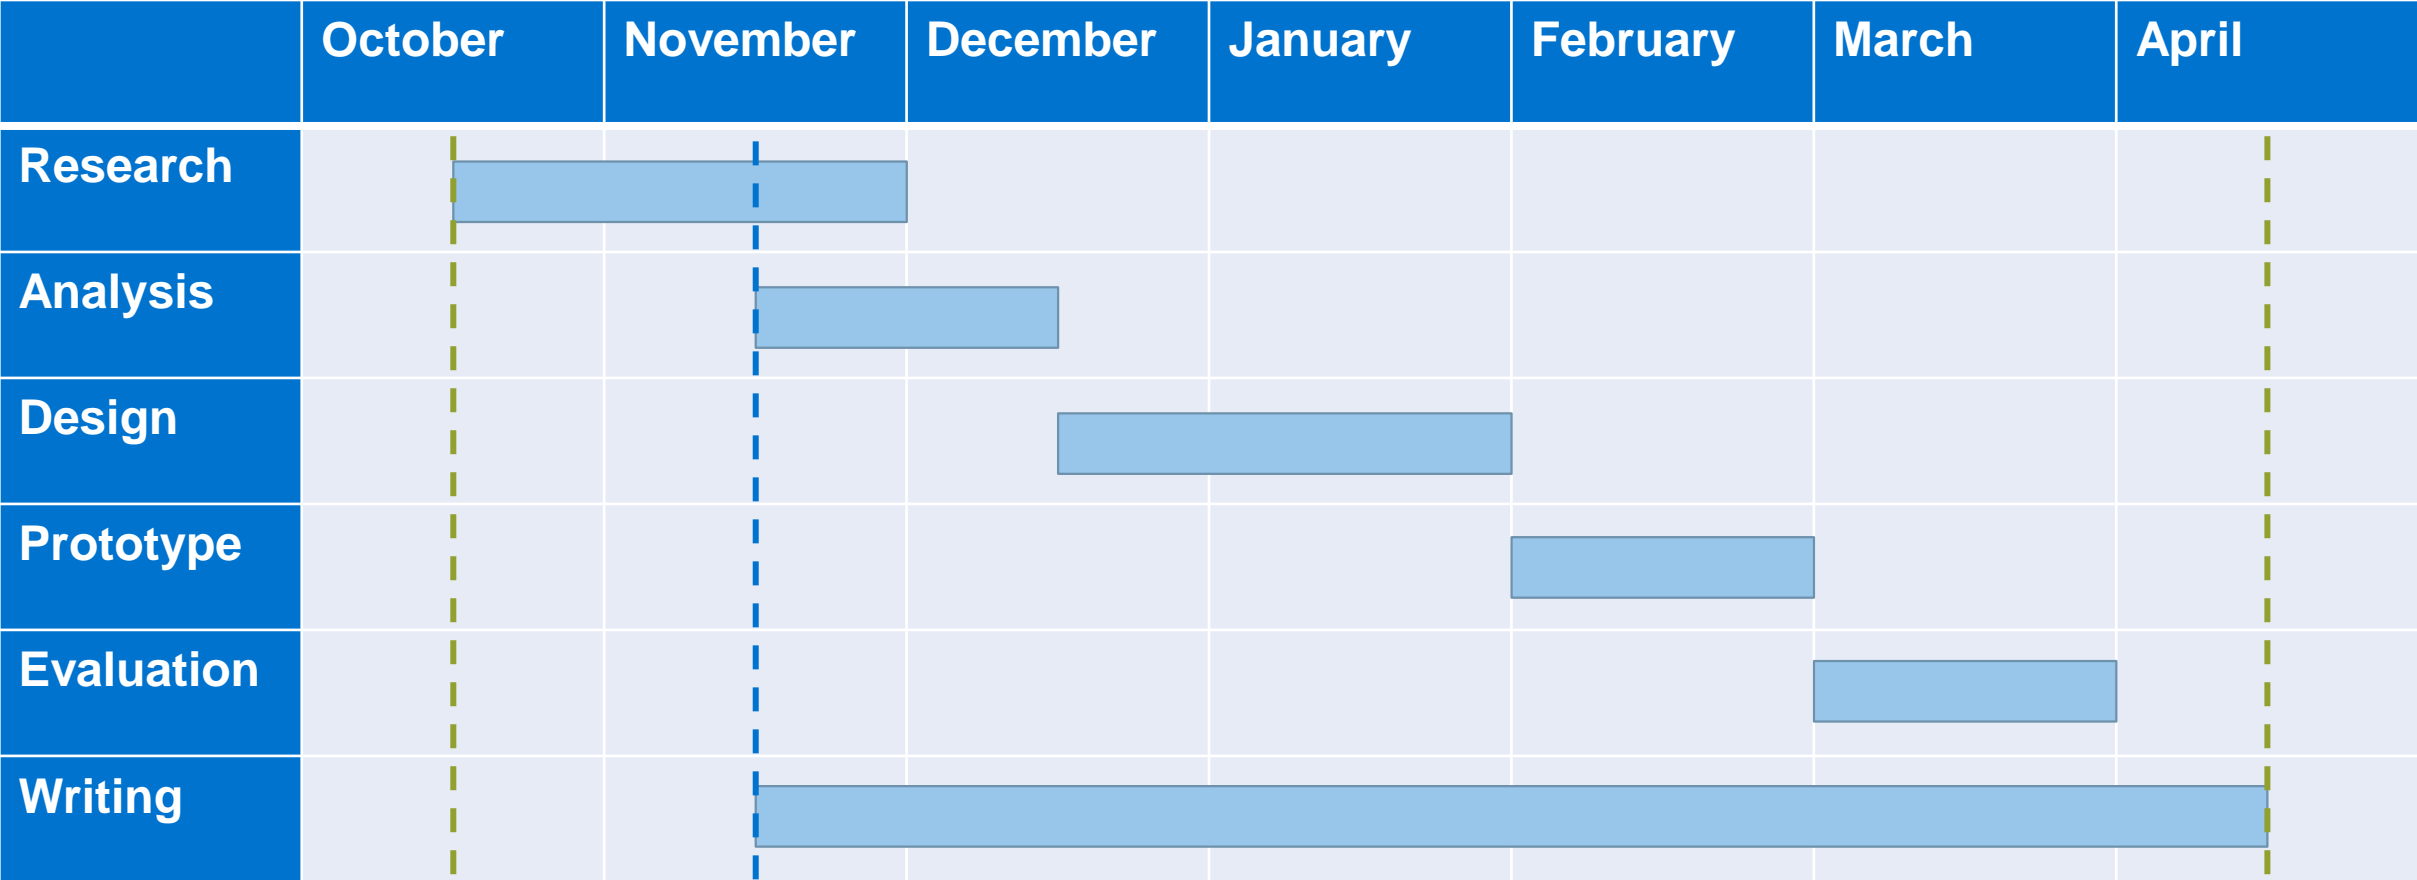 October November December January February March April
Research
Analysis
Design
Prototype
Evaluation
Writing